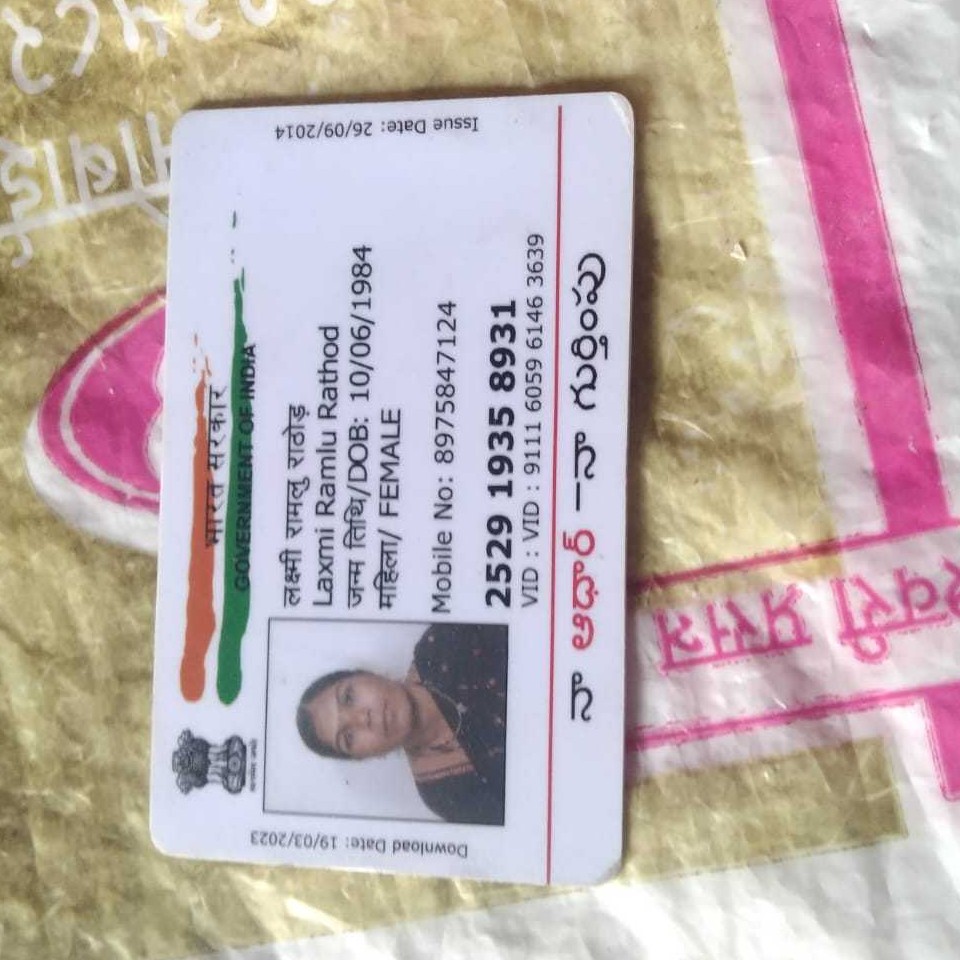 Issue Date: 26/09/2014
भारत सरकार
GOVERNMENT OF INDIA
लक्ष्मी रामलु राठोड़
Laxmi Ramlu Rathod
जन्म तिथि/DOB: 10/06/1984
महिला/ FEMALE
Mobile No: 8975847124
2529 1935 8931
VID : VID : 9111 6059 6146 3639
నా ఆధార్ –నా గుర్తింపు
Download Date: 19/03/2023
प्रसन्न